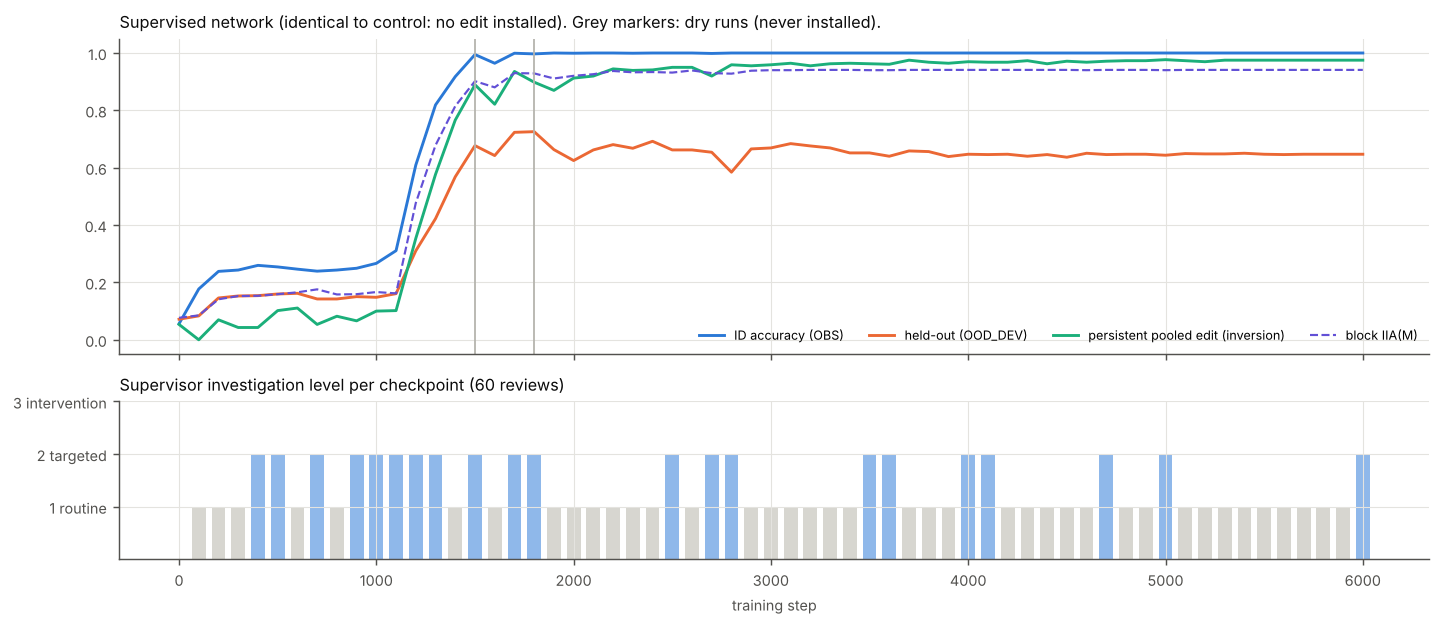 Supervised network (identical to control: no edit installed). Grey markers: dry runs (never installed).
1.0
0.8
0.6
0.4
0.2
0.0
ID accuracy (OBS)
held-out (OOD_DEV)
persistent pooled edit (inversion)
block IIA(M)
Supervisor investigation level per checkpoint (60 reviews)
3 intervention
2 targeted
1 routine
0
1000
2000
3000
4000
5000
6000
training step